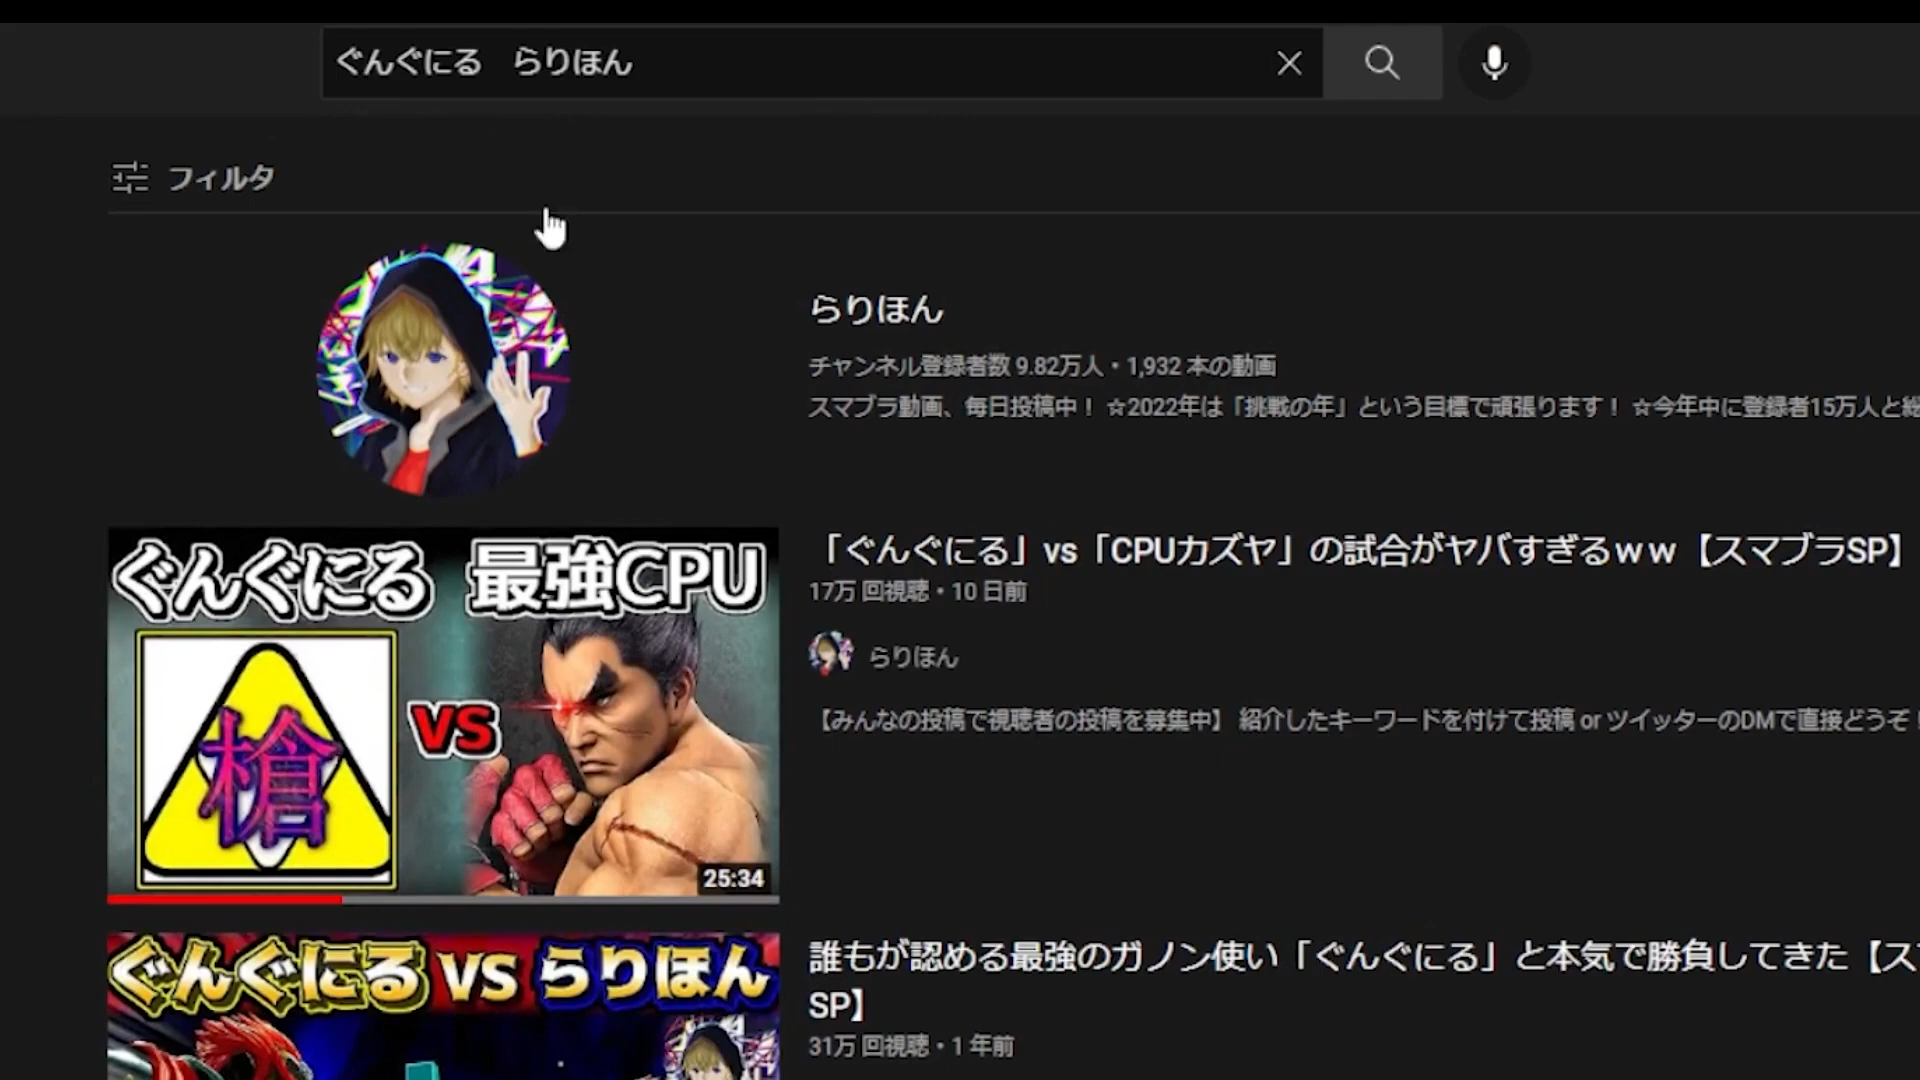 ぐんぐにる　らりほん
フィルタ
らりほん
チャンネル登録者数 9.82万人・1,932 本の動画
スマブラ動画、毎日投稿中！ ☆2022年は「挑戦の年」という目標で頑張ります！ ☆今年中に登録者15万人と総
ぐんぐにる 最強CPU
槍
VS
25:34
「ぐんぐにる」vs「CPUカズヤ」の試合がヤバすぎるｗｗ【スマブラSP】
17万 回視聴・10 日前
らりほん
【みんなの投稿で視聴者の投稿を募集中】 紹介したキーワードを付けて投稿 or ツイッターのDMで直接どうぞ！
ぐんぐにる VS らりほん
誰もが認める最強のガノン使い「ぐんぐにる」と本気で勝負してきた【ス
SP】
31万 回視聴・1 年前